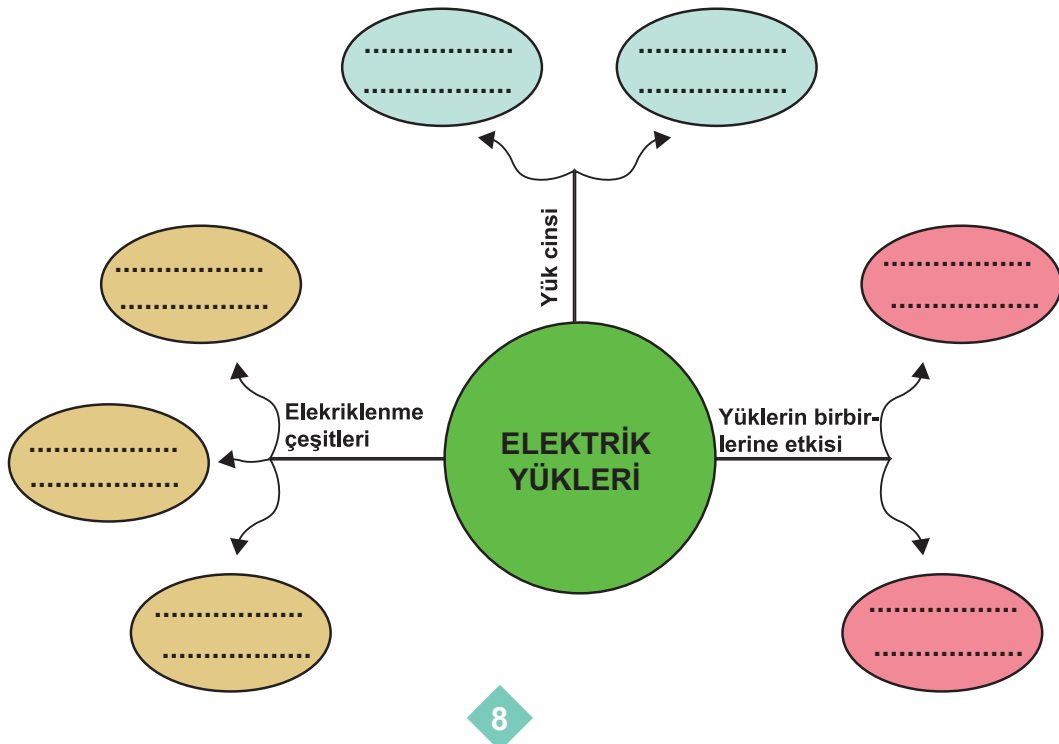 Yük cinsi
Elekriklenme
çeşitleri
ELEKTRİK
YÜKLERİ
Yüklerin birbir-
lerine etkisi
8